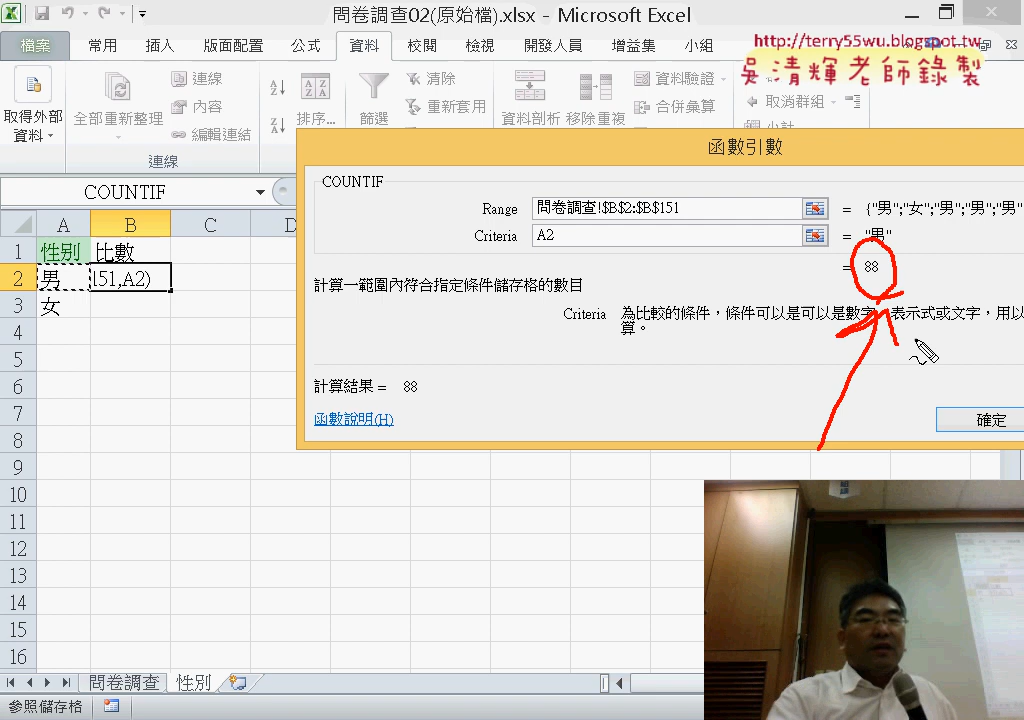 問卷調查02(原始檔).xlsx - Microsoft Excel
檔案 常用 插入 版面配置 公式 資料 校閱 檢視 開發人員 增益集 小組
http://terry55wu.blogspot.tw
吳清輝老師錄製
取得外部資料
全部重新整理
連線
內容
編輯連結
連線
排序...
篩選
清除
重新套用
資料剖析 移除重複
資料驗證
合併彙算
取消群組
小計
COUNTIF
函數引數
COUNTIF
Range 問卷調查!$B$2:$B$151 = {"男";"女";"男";"男";"男"
Criteria A2 = "男"
= 88
計算一範圍內符合指定條件儲存格的數目
Criteria 為比較的條件，條件可以是可以是數字、表示式或文字，用以
算。
計算結果 = 88
函數說明(H)
確定
A B C D
1 性別 比數
2 男 151,A2)
3 女
4
5
6
7
8
9
10
11
12
13
14
15
16
問卷調查 性別
參照儲存格